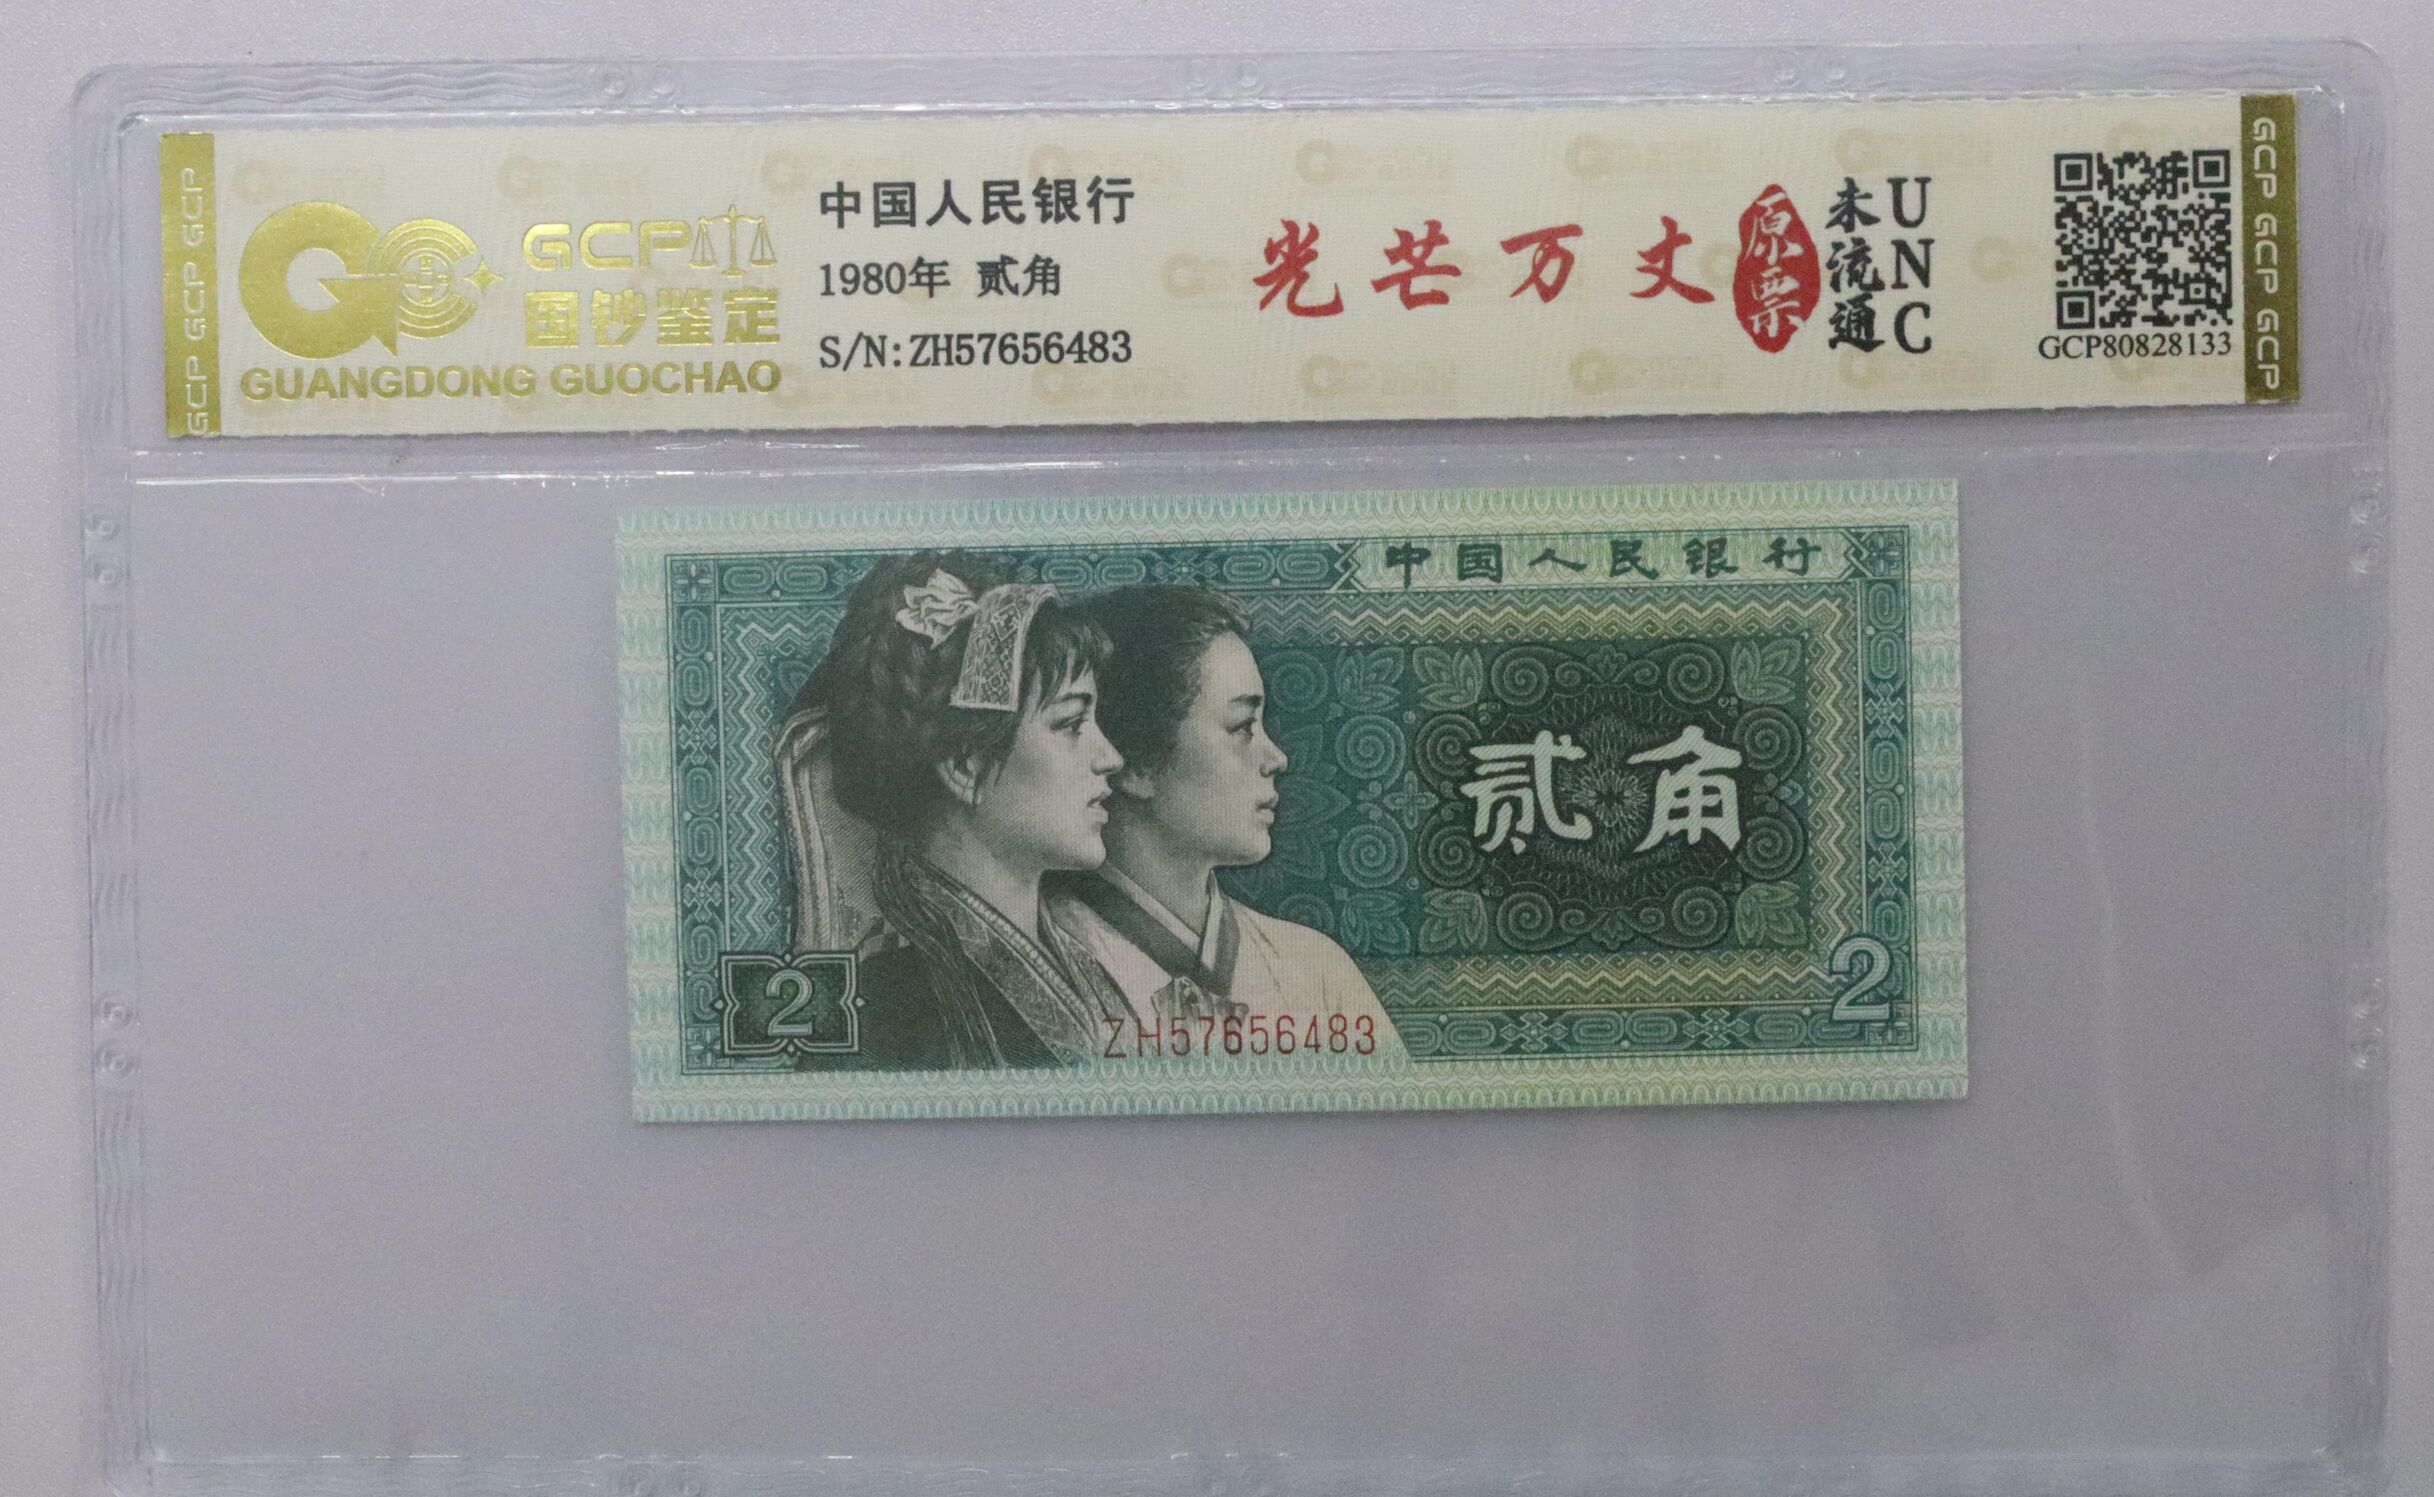 GCP GCP GCP
GCP
国钞鉴定
GUANGDONG GUOCHAO
中国人民银行
1980年 贰角
S/N:ZH57656483
光芒万丈
原票
未流通
UNC
GCP80828133
GCP GCP GCP
中国人民银行
贰角
2
2
ZH57656483